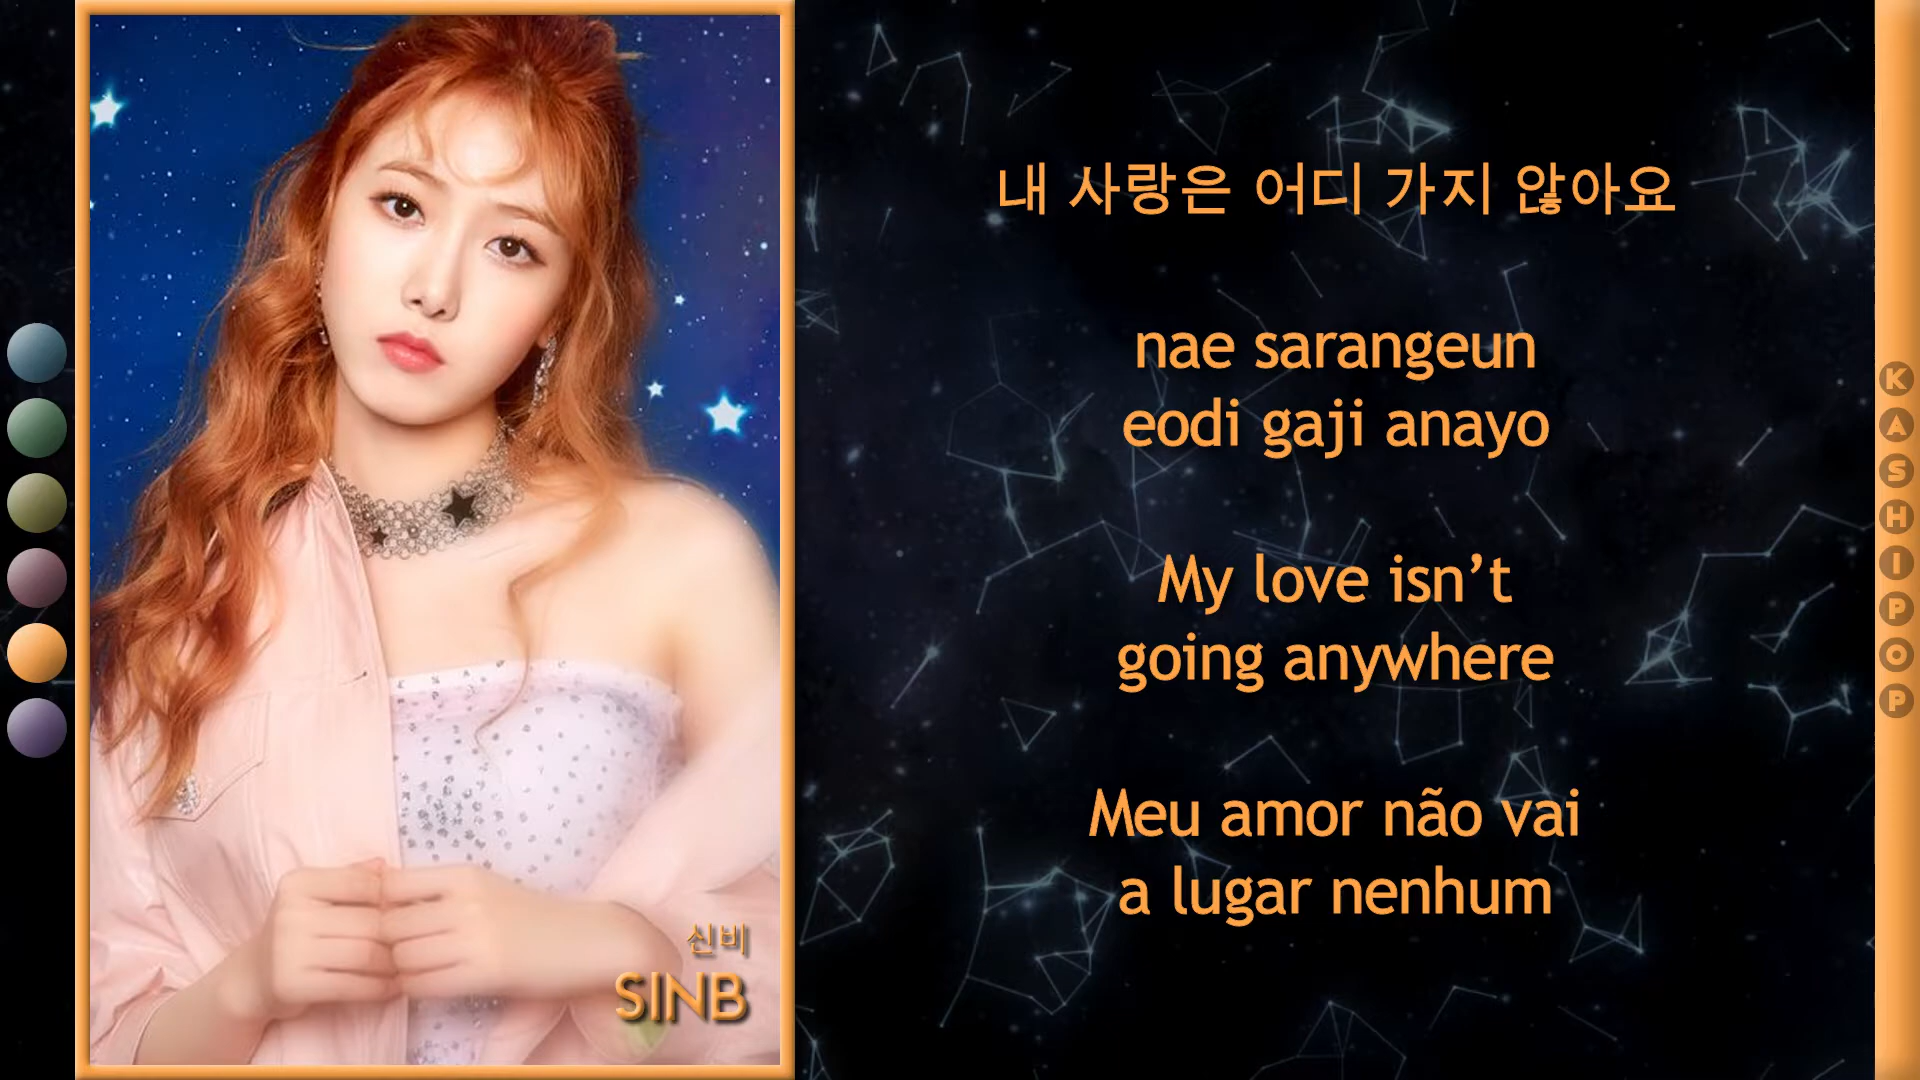 내 사랑은 어디 가지 않아요
nae sarangeun
eodi gaji anayo
My love isn’t
going anywhere
Meu amor não vai
a lugar nenhum
신비
SINB
KASHIPOP